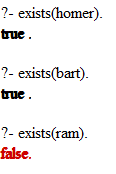 ?- exists(homer).
true .
?- exists(bart).
true .
?- exists(ram).
false.